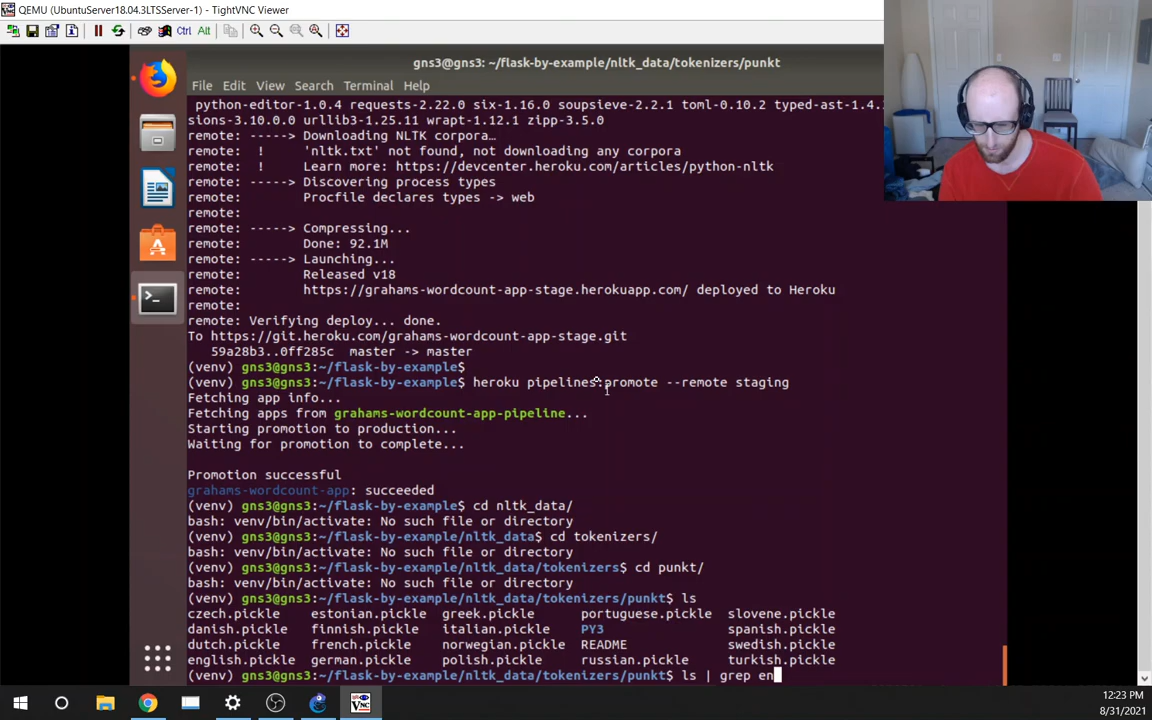 QEMU (UbuntuServer18.04.3LTSServer-1) - TightVNC Viewer
Ctrl Alt
gns3@gns3: ~/flask-by-example/nltk_data/tokenizers/punkt
File Edit View Search Terminal Help
python-editor-1.0.4 requests-2.22.0 six-1.16.0 soupsieve-2.2.1 toml-0.10.2 typed-ast-1.4.
sions-3.10.0.0 urllib3-1.25.11 wrapt-1.12.1 zipp-3.5.0
remote: -----> Downloading NLTK corpora…
remote: ! 'nltk.txt' not found, not downloading any corpora
remote: ! Learn more: https://devcenter.heroku.com/articles/python-nltk
remote: -----> Discovering process types
remote: Procfile declares types -> web
remote:
remote: -----> Compressing...
remote: Done: 92.1M
remote: -----> Launching...
remote: Released v18
remote: https://grahams-wordcount-app-stage.herokuapp.com/ deployed to Heroku
remote:
remote: Verifying deploy... done.
To https://git.heroku.com/grahams-wordcount-app-stage.git
59a28b3..0ff285c master -> master
(venv) gns3@gns3:~/flask-by-example$
(venv) gns3@gns3:~/flask-by-example$ heroku pipelines:promote --remote staging
Fetching app info...
Fetching apps from grahams-wordcount-app-pipeline...
Starting promotion to production...
Waiting for promotion to complete...
Promotion successful
grahams-wordcount-app: succeeded
(venv) gns3@gns3:~/flask-by-example$ cd nltk_data/
bash: venv/bin/activate: No such file or directory
(venv) gns3@gns3:~/flask-by-example/nltk_data$ cd tokenizers/
bash: venv/bin/activate: No such file or directory
(venv) gns3@gns3:~/flask-by-example/nltk_data/tokenizers$ cd punkt/
bash: venv/bin/activate: No such file or directory
(venv) gns3@gns3:~/flask-by-example/nltk_data/tokenizers/punkt$ ls
czech.pickle estonian.pickle greek.pickle portuguese.pickle slovene.pickle
danish.pickle finnish.pickle italian.pickle PY3 spanish.pickle
dutch.pickle french.pickle norwegian.pickle README swedish.pickle
english.pickle german.pickle polish.pickle russian.pickle turkish.pickle
(venv) gns3@gns3:~/flask-by-example/nltk_data/tokenizers/punkt$ ls | grep en
12:23 PM
8/31/2021